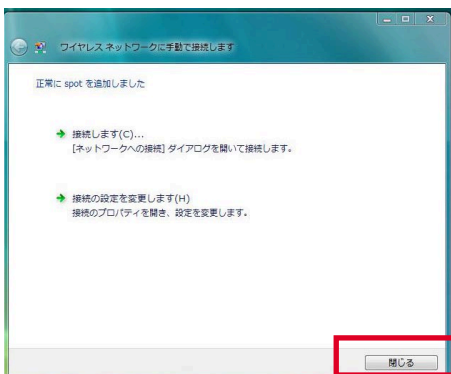 ワイヤレス ネットワークに手動で接続します
正常に spot を追加しました
接続します(C)...
[ネットワークへの接続] ダイアログを開いて接続します。
接続の設定を変更します(H)
接続のプロパティを開き、設定を変更します。
閉じる